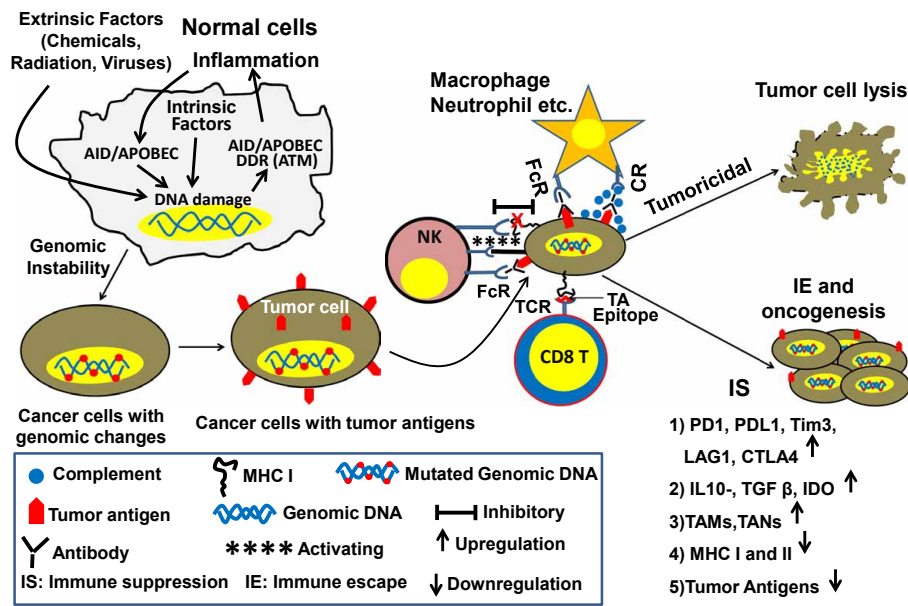 Extrinsic Factors
(Chemicals,
Radiation, Viruses)
Normal cells
Inflammation
Intrinsic
Factors
AID/APOBEC
AID/APOBEC
DDR (ATM)
DNA damage
Genomic
Instability
Tumor cell
Cancer cells with
genomic changes
Cancer cells with tumor antigens
Macrophage
Neutrophil etc.
FcR
CR
X
NK
****
FcR
TCR
TA
Epitope
CD8 T
Tumoricidal
Tumor cell lysis
IE and
oncogenesis
IS
1) PD1, PDL1, Tim3,
LAG1, CTLA4 ↑
2) IL10-, TGF β, IDO ↑
3)TAMs,TANs ↑
4) MHC I and II ↓
5)Tumor Antigens ↓
Complement
MHC I
Mutated Genomic DNA
Tumor antigen
Genomic DNA
Inhibitory
Antibody
**** Activating
↑ Upregulation
IS: Immune suppression
IE: Immune escape
↓ Downregulation